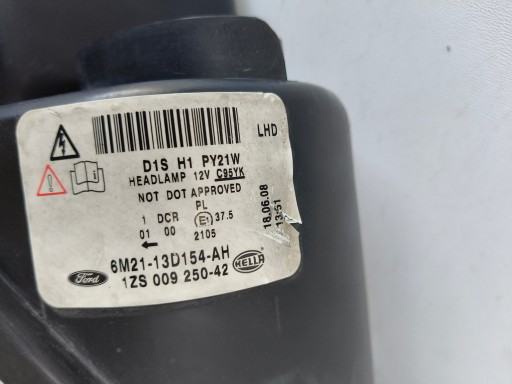 LHD
D1S H1 PY21W
HEADLAMP 12V C95YK
NOT DOT APPROVED
PL
1 DCR E1 37.5
01 00 2105
18.06.08
13:51
6M21-13D154-AH
Ford 1ZS 009 250-42 HELLA